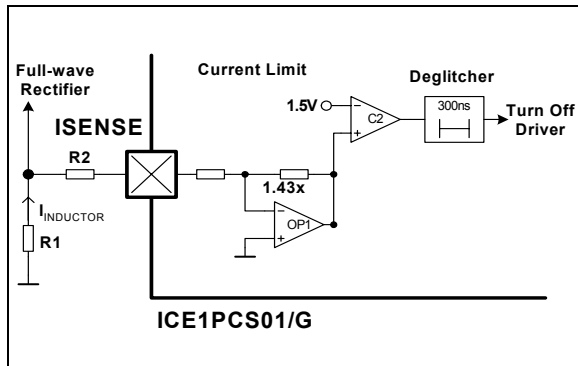 Full-wave
Rectifier
Current Limit
Deglitcher
300ns
Turn Off
Driver
1.5V
C2
ISENSE
R2
1.43x
IINDUCTOR
OP1
R1
ICE1PCS01/G